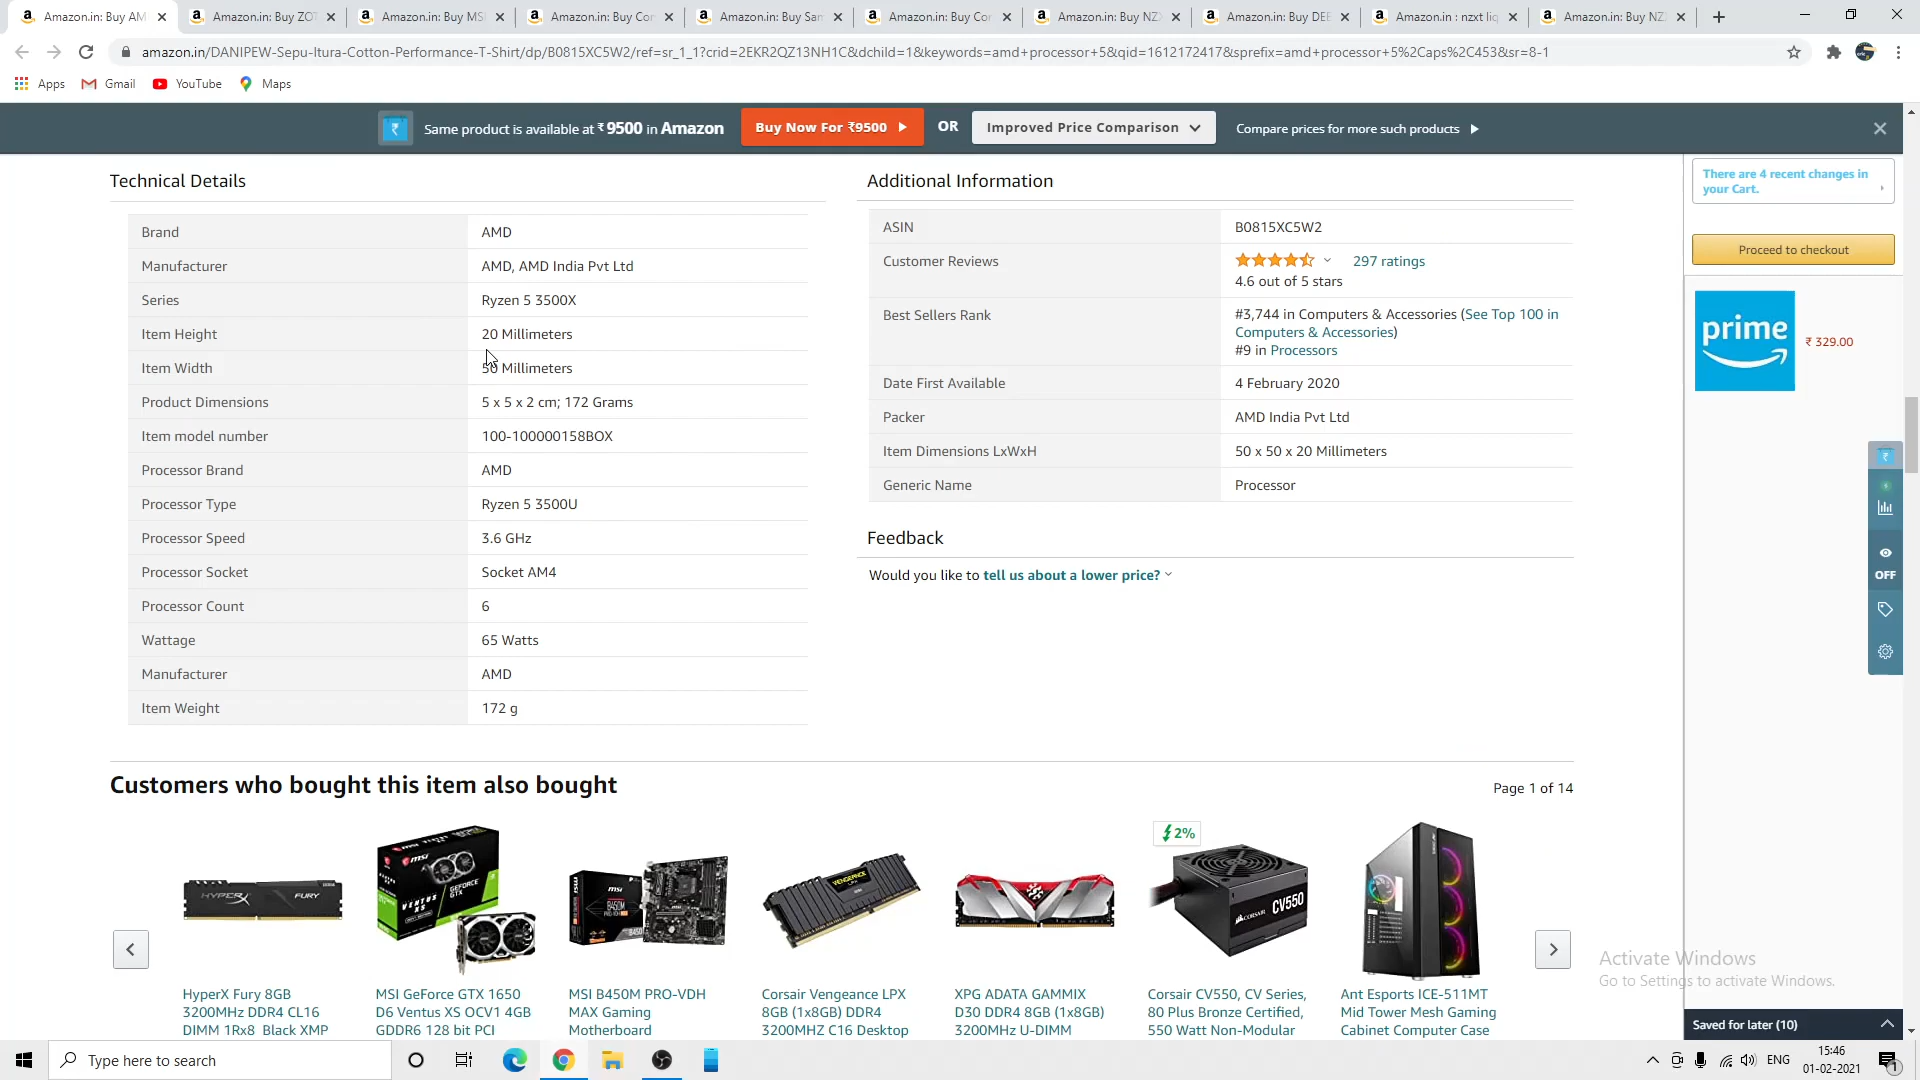 Amazon.in: Buy AM
Amazon.in: Buy ZOT
Amazon.in: Buy MSI
Amazon.in: Buy Cor
Amazon.in: Buy San
Amazon.in: Buy Cor
Amazon.in: Buy NZX
Amazon.in: Buy DEE
Amazon.in : nzxt liq
Amazon.in: Buy NZX
amazon.in/DANIPEW-Sepu-Itura-Cotton-Performance-T-Shirt/dp/B0815XC5W2/ref=sr_1_1?crid=2EKR2QZ13NH1C&dchild=1&keywords=amd+processor+5&qid=1612172417&sprefix=amd+processor+5%2Caps%2C453&sr=8-1
Apps Gmail YouTube Maps
Same product is available at ₹ 9500 in Amazon
Buy Now For ₹9500
OR
Improved Price Comparison
Compare prices for more such products
Technical Details
Brand AMD
Manufacturer AMD, AMD India Pvt Ltd
Series Ryzen 5 3500X
Item Height 20 Millimeters
Item Width 50 Millimeters
Product Dimensions 5 x 5 x 2 cm; 172 Grams
Item model number 100-100000158BOX
Processor Brand AMD
Processor Type Ryzen 5 3500U
Processor Speed 3.6 GHz
Processor Socket Socket AM4
Processor Count 6
Wattage 65 Watts
Manufacturer AMD
Item Weight 172 g
Additional Information
ASIN B0815XC5W2
Customer Reviews 297 ratings
4.6 out of 5 stars
Best Sellers Rank #3,744 in Computers & Accessories (See Top 100 in
Computers & Accessories)
#9 in Processors
Date First Available 4 February 2020
Packer AMD India Pvt Ltd
Item Dimensions LxWxH 50 x 50 x 20 Millimeters
Generic Name Processor
Feedback
Would you like to tell us about a lower price?
There are 4 recent changes in
your Cart.
Proceed to checkout
prime
₹ 329.00
OFF
Customers who bought this item also bought
Page 1 of 14
2%
HYPERX FURY
msi
VENTUS XS
GEFORCE GTX
msi
B450M
VENGEANCE
CORSAIR CV550
HyperX Fury 8GB
3200MHz DDR4 CL16
DIMM 1Rx8 Black XMP
MSI GeForce GTX 1650
D6 Ventus XS OCV1 4GB
GDDR6 128 bit PCI
MSI B450M PRO-VDH
MAX Gaming
Motherboard
Corsair Vengeance LPX
8GB (1x8GB) DDR4
3200MHZ C16 Desktop
XPG ADATA GAMMIX
D30 DDR4 8GB (1x8GB)
3200MHz U-DIMM
Corsair CV550, CV Series,
80 Plus Bronze Certified,
550 Watt Non-Modular
Ant Esports ICE-511MT
Mid Tower Mesh Gaming
Cabinet Computer Case
Activate Windows
Go to Settings to activate Windows.
Saved for later (10)
Type here to search
ENG
15:46
01-02-2021
1